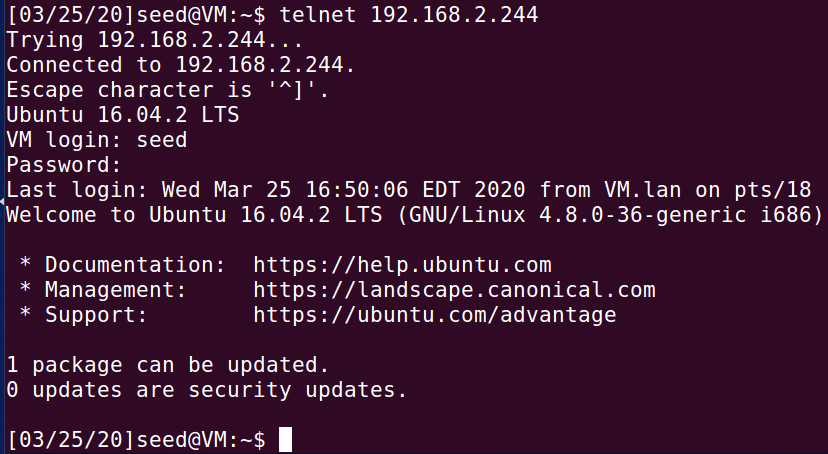 [03/25/20]seed@VM:~$ telnet 192.168.2.244
Trying 192.168.2.244...
Connected to 192.168.2.244.
Escape character is '^]'.
Ubuntu 16.04.2 LTS
VM login: seed
Password:
Last login: Wed Mar 25 16:50:06 EDT 2020 from VM.lan on pts/18
Welcome to Ubuntu 16.04.2 LTS (GNU/Linux 4.8.0-36-generic i686)
 * Documentation:  https://help.ubuntu.com
 * Management:     https://landscape.canonical.com
 * Support:        https://ubuntu.com/advantage
1 package can be updated.
0 updates are security updates.
[03/25/20]seed@VM:~$